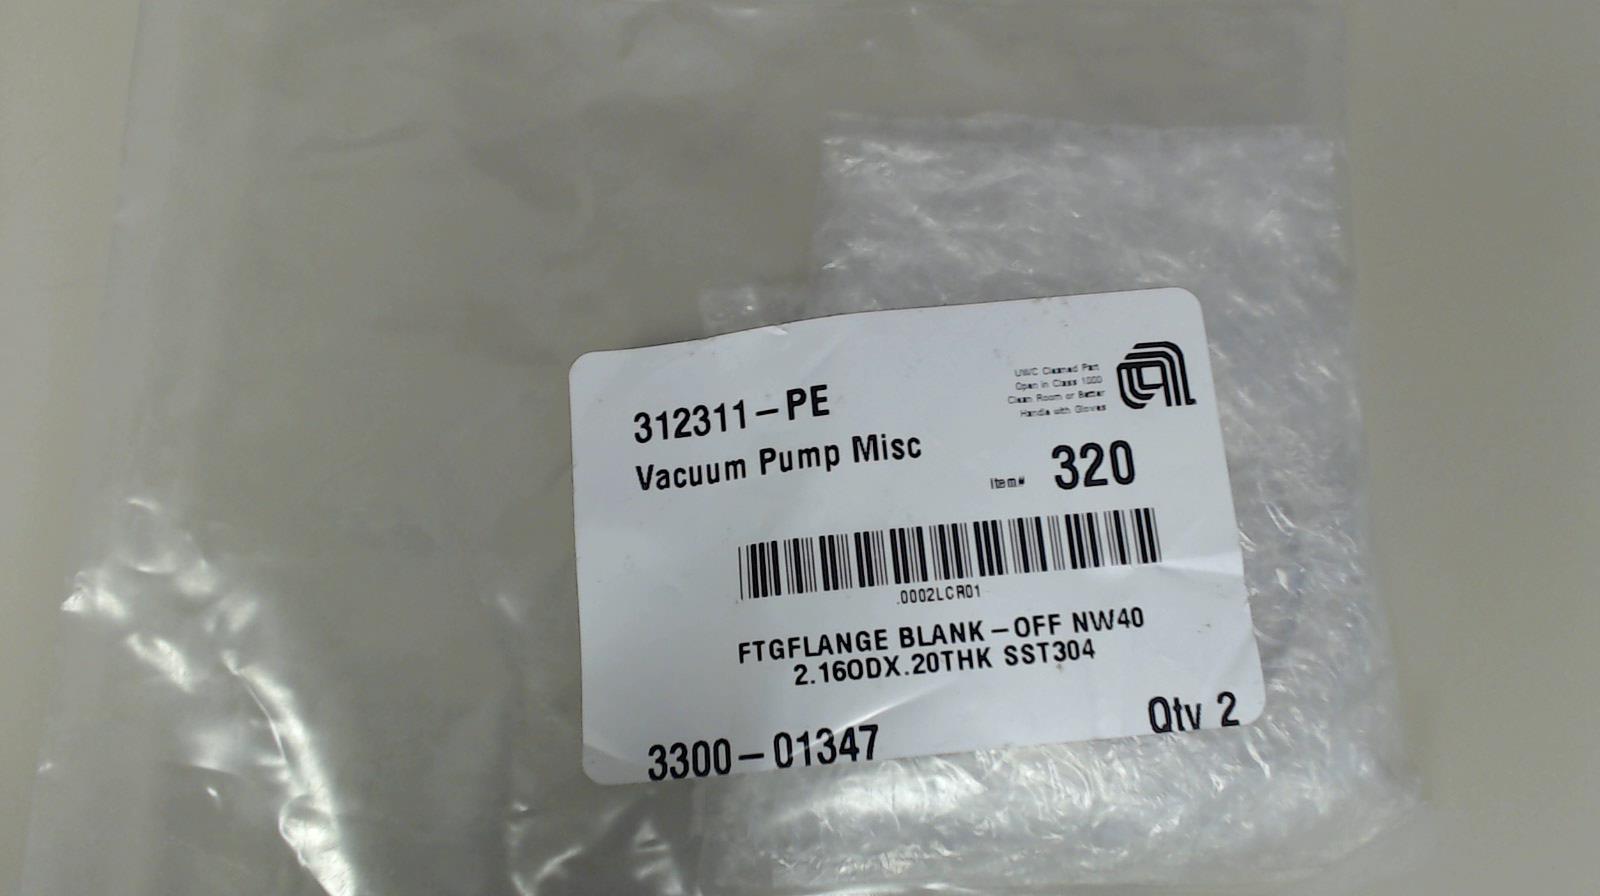 312311-PE
Vacuum Pump Misc
UWC Cleaned Part
Open in Class 1000
Clean Room or Better
Handle with Gloves
Item# 320
.0002LCR01
FTGFLANGE BLANK-OFF NW40
2.16ODX.20THK SST304
3300-01347
Qty 2